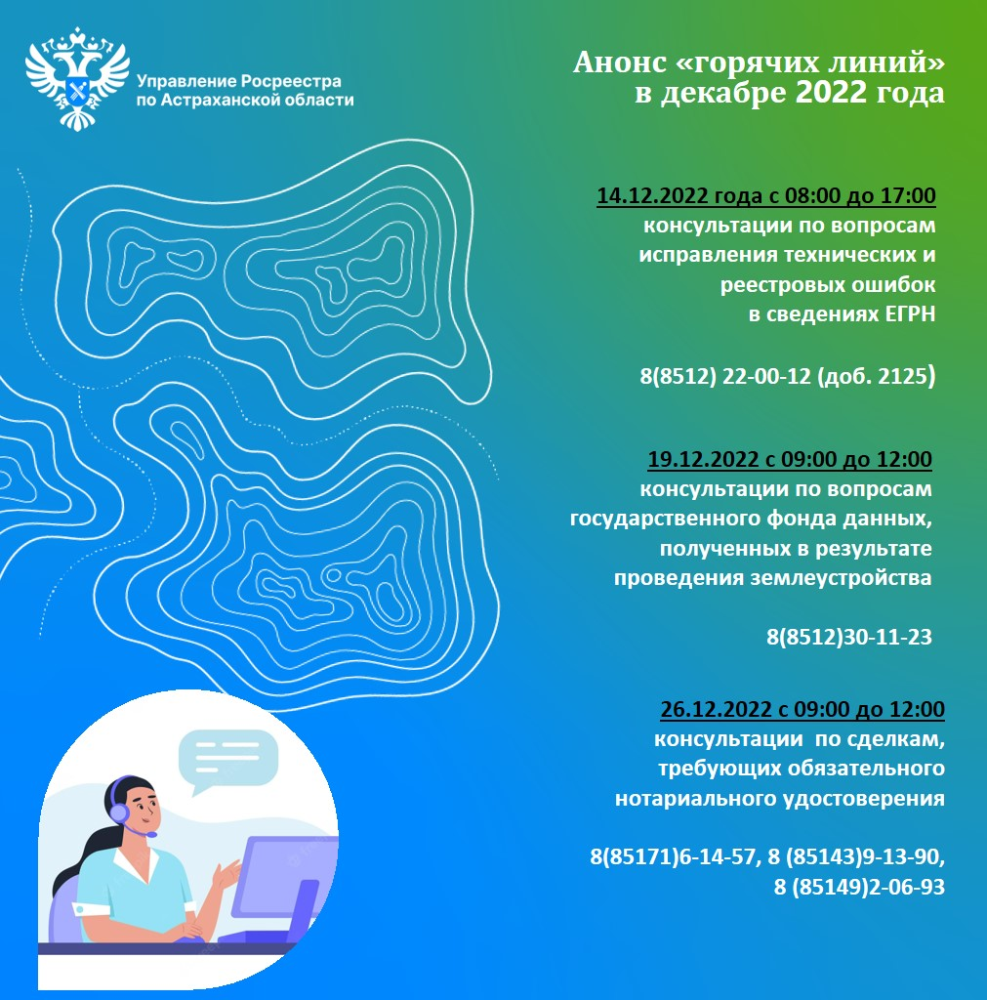 Управление Росреестра
по Астраханской области
Анонс «горячих линий»
в декабре 2022 года
14.12.2022 года с 08:00 до 17:00
консультации по вопросам
исправления технических и
реестровых ошибок
в сведениях ЕГРН
8(8512) 22-00-12 (доб. 2125)
19.12.2022 с 09:00 до 12:00
консультации по вопросам
государственного фонда данных,
полученных в результате
проведения землеустройства
8(8512)30-11-23
26.12.2022 с 09:00 до 12:00
консультации  по сделкам,
требующих обязательного
нотариального удостоверения
8(85171)6-14-57, 8 (85143)9-13-90,
8 (85149)2-06-93